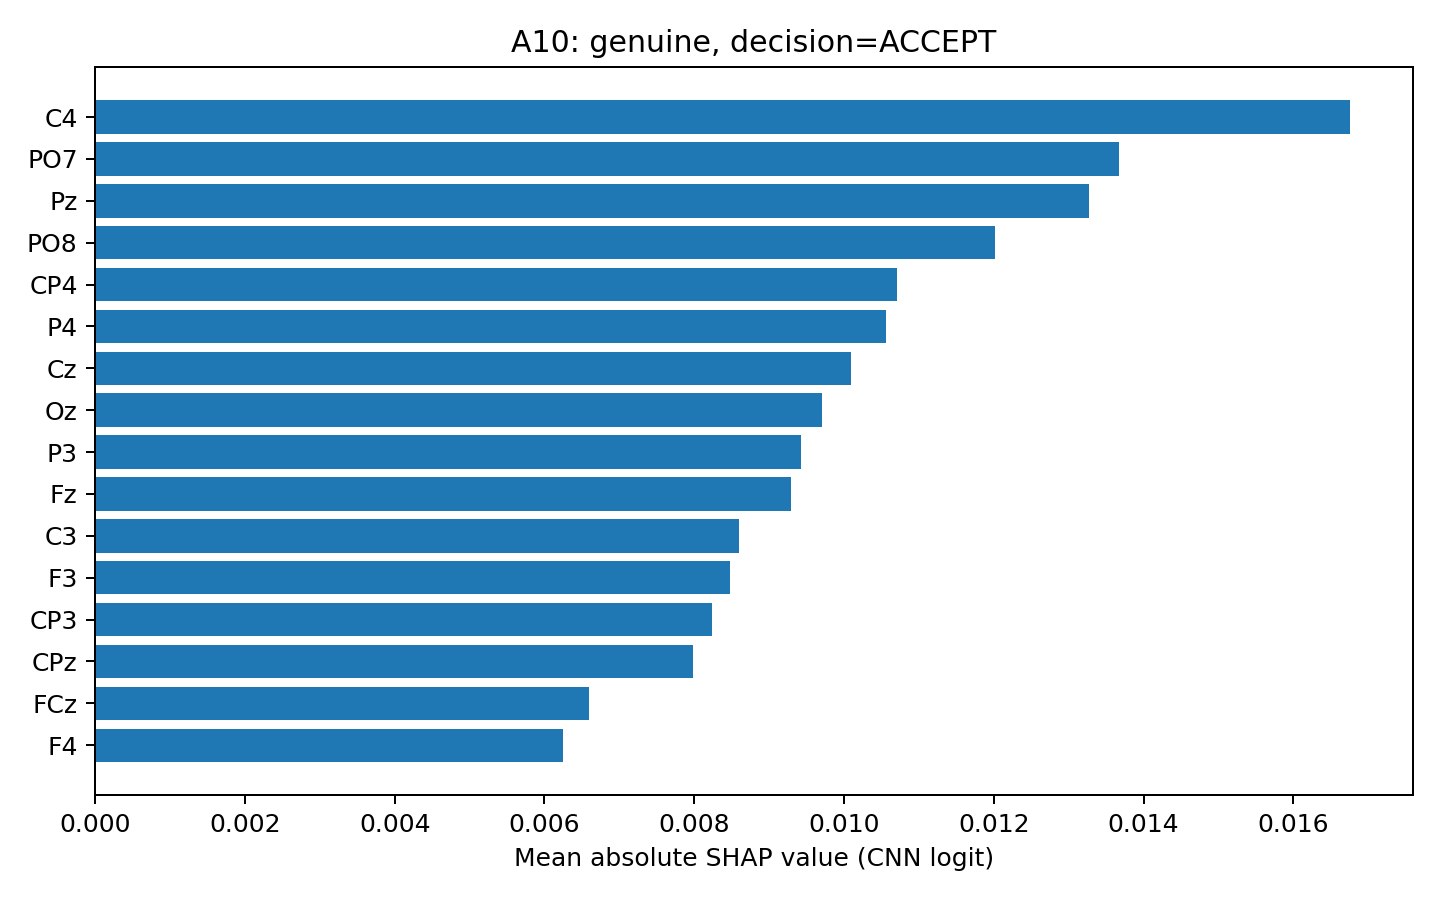 A10: genuine, decision=ACCEPT
C4
PO7
Pz
PO8
CP4
P4
Cz
Oz
P3
Fz
C3
F3
CP3
CPz
FCz
F4
0.000 0.002 0.004 0.006 0.008 0.010 0.012 0.014 0.016
Mean absolute SHAP value (CNN logit)